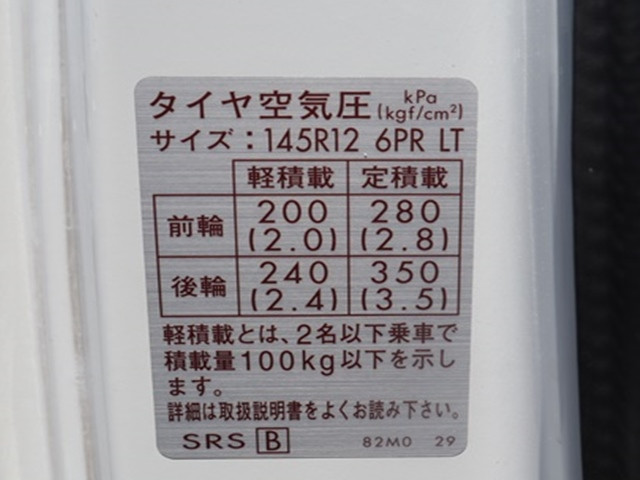 タイヤ空気圧 kPa (kgf/cm²)
サイズ：145R12 6PR LT
軽積載 定積載
前輪 200 (2.0) 280 (2.8)
後輪 240 (2.4) 350 (3.5)
軽積載とは、2名以下乗車で
積載量100kg以下を示し
ます。
詳細は取扱説明書をよくお読み下さい。
SRS B 82M0 29